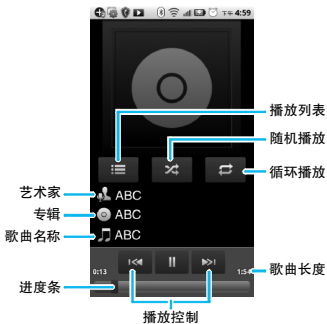 下午4:59
播放列表
随机播放
循环播放
艺术家 ABC
专辑 ABC
歌曲名称 ABC
0:13
1:54
歌曲长度
进度条
播放控制